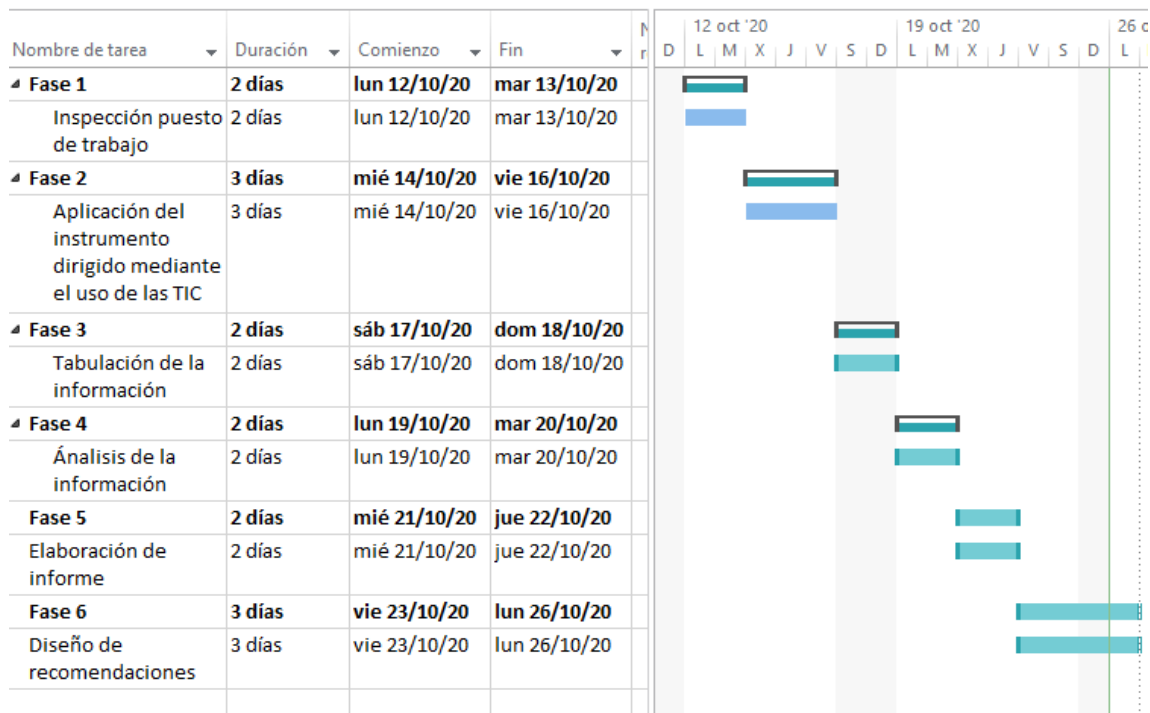 12 oct '20 19 oct '20 26 o
Nombre de tarea Duración Comienzo Fin D L M X J V S D L M X J V S D L
Fase 1 2 días lun 12/10/20 mar 13/10/20
Inspección puesto 2 días lun 12/10/20 mar 13/10/20
de trabajo
Fase 2 3 días mié 14/10/20 vie 16/10/20
Aplicación del 3 días mié 14/10/20 vie 16/10/20
instrumento
dirigido mediante
el uso de las TIC
Fase 3 2 días sáb 17/10/20 dom 18/10/20
Tabulación de la 2 días sáb 17/10/20 dom 18/10/20
información
Fase 4 2 días lun 19/10/20 mar 20/10/20
Ánalisis de la 2 días lun 19/10/20 mar 20/10/20
información
Fase 5 2 días mié 21/10/20 jue 22/10/20
Elaboración de 2 días mié 21/10/20 jue 22/10/20
informe
Fase 6 3 días vie 23/10/20 lun 26/10/20
Diseño de 3 días vie 23/10/20 lun 26/10/20
recomendaciones